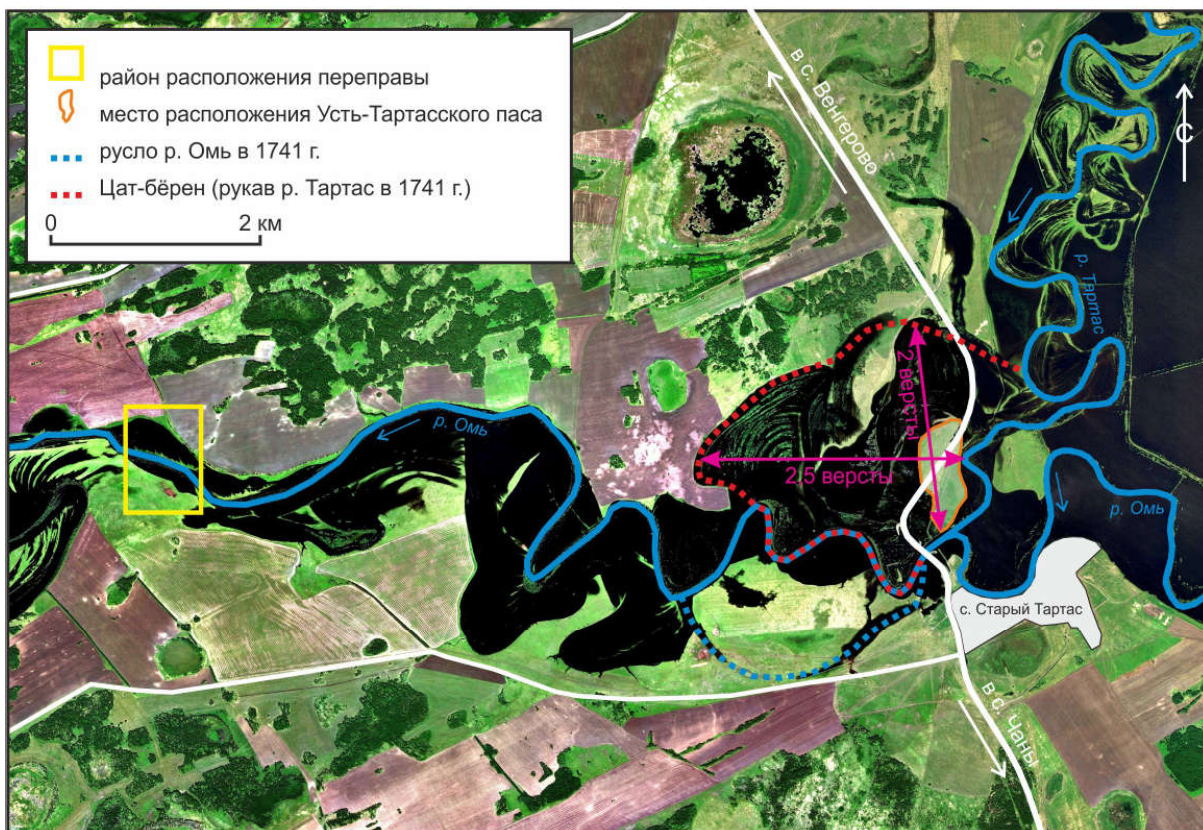 район расположения переправы
место расположения Усть-Тартасского паса
русло р. Омь в 1741 г.
Цат-бёрен (рукав р. Тартас в 1741 г.)
0 2 км
в с. Венгерово
С
р. Тартас
2 версты
р. Омь
2,5 версты
р. Омь
с. Старый Тартас
в с. Чаны